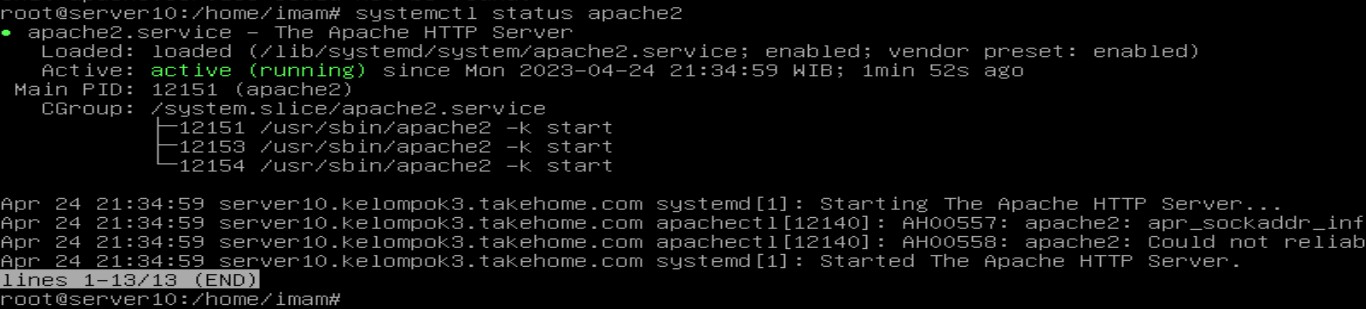 root@server10:/home/imam# systemctl status apache2
● apache2.service - The Apache HTTP Server
   Loaded: loaded (/lib/systemd/system/apache2.service; enabled; vendor preset: enabled)
   Active: active (running) since Mon 2023-04-24 21:34:59 WIB; 1min 52s ago
 Main PID: 12151 (apache2)
   CGroup: /system.slice/apache2.service
           ├─12151 /usr/sbin/apache2 -k start
           ├─12153 /usr/sbin/apache2 -k start
           └─12154 /usr/sbin/apache2 -k start
Apr 24 21:34:59 server10.kelompok3.takehome.com systemd[1]: Starting The Apache HTTP Server...
Apr 24 21:34:59 server10.kelompok3.takehome.com apachectl[12140]: AH00557: apache2: apr_sockaddr_inf
Apr 24 21:34:59 server10.kelompok3.takehome.com apachectl[12140]: AH00558: apache2: Could not reliab
Apr 24 21:34:59 server10.kelompok3.takehome.com systemd[1]: Started The Apache HTTP Server.
lines 1-13/13 (END)
root@server10:/home/imam#